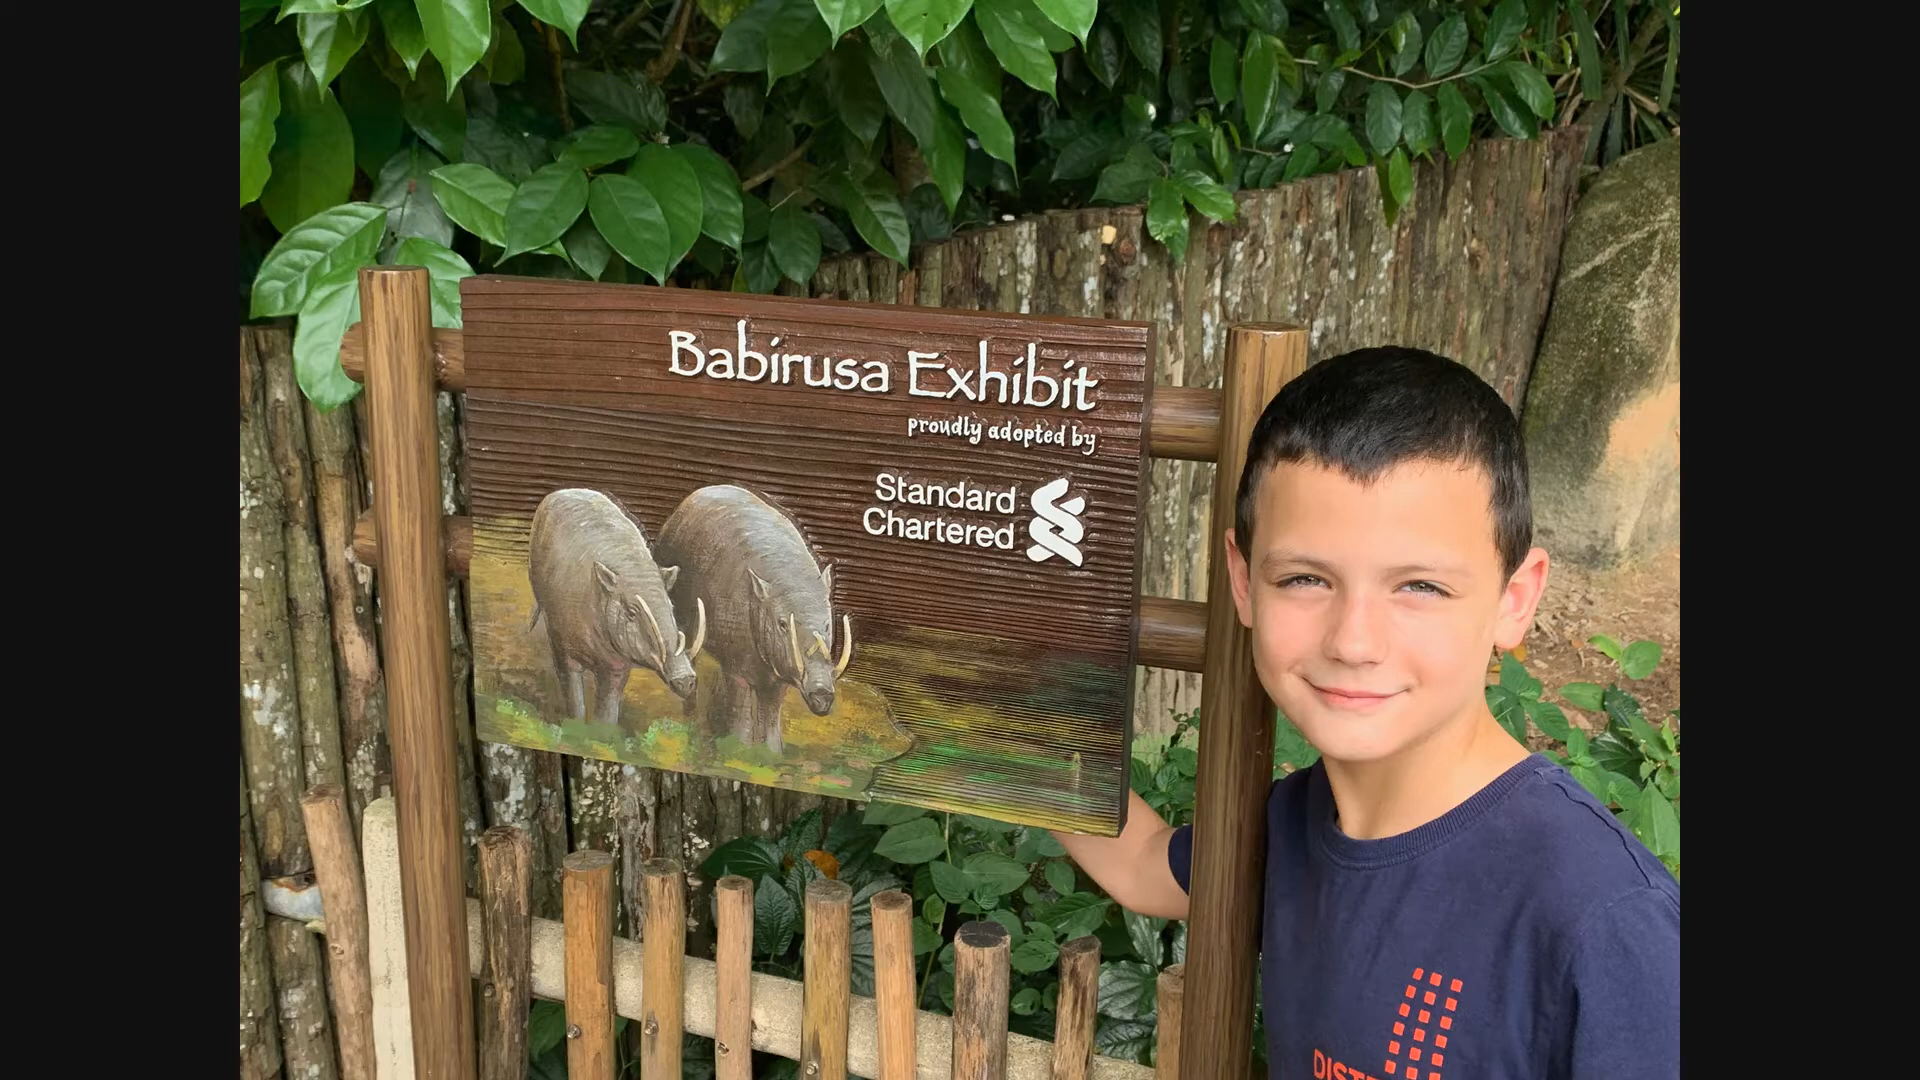 Babirusa Exhibit
proudly adopted by
Standard
Chartered